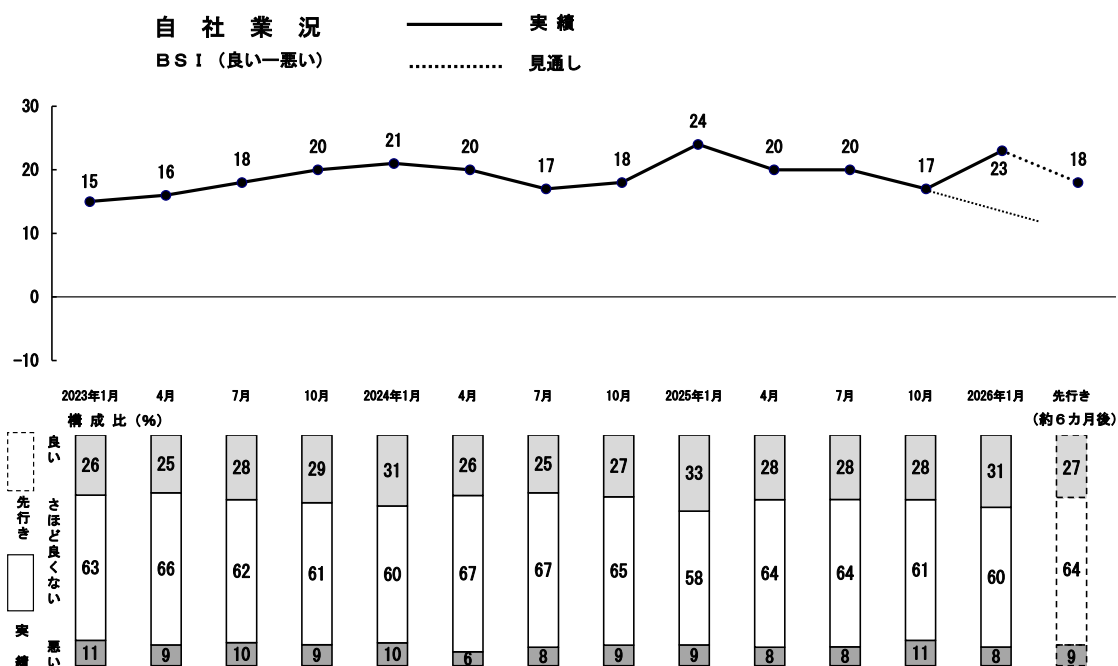 自 社 業 況
実 績
ＢＳＩ（良い―悪い）
見通し
30
20
10
0
−10
15 16 18 20 21 20 17 18 24 20 20 17 23 18
2023年1月 4月 7月 10月 2024年1月 4月 7月 10月 2025年1月 4月 7月 10月 2026年1月 先行き
(約６カ月後)
構 成 比（％）
良い
26 25 28 29 31 26 25 27 33 28 28 28 31 27
先行き
さほど良くない
63 66 62 61 60 67 67 65 58 64 64 61 60 64
実績
悪い
11 9 10 9 10 6 8 9 9 8 8 11 8 9